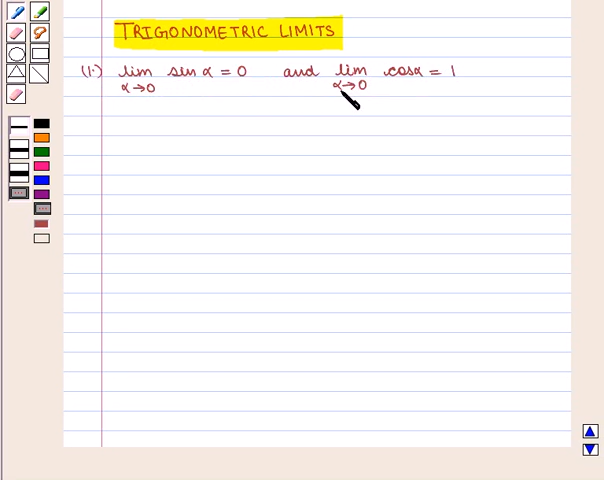 TRIGONOMETRIC LIMITS
(1.) lim sin α = 0 and lim cos α = 1
α→0 α→0